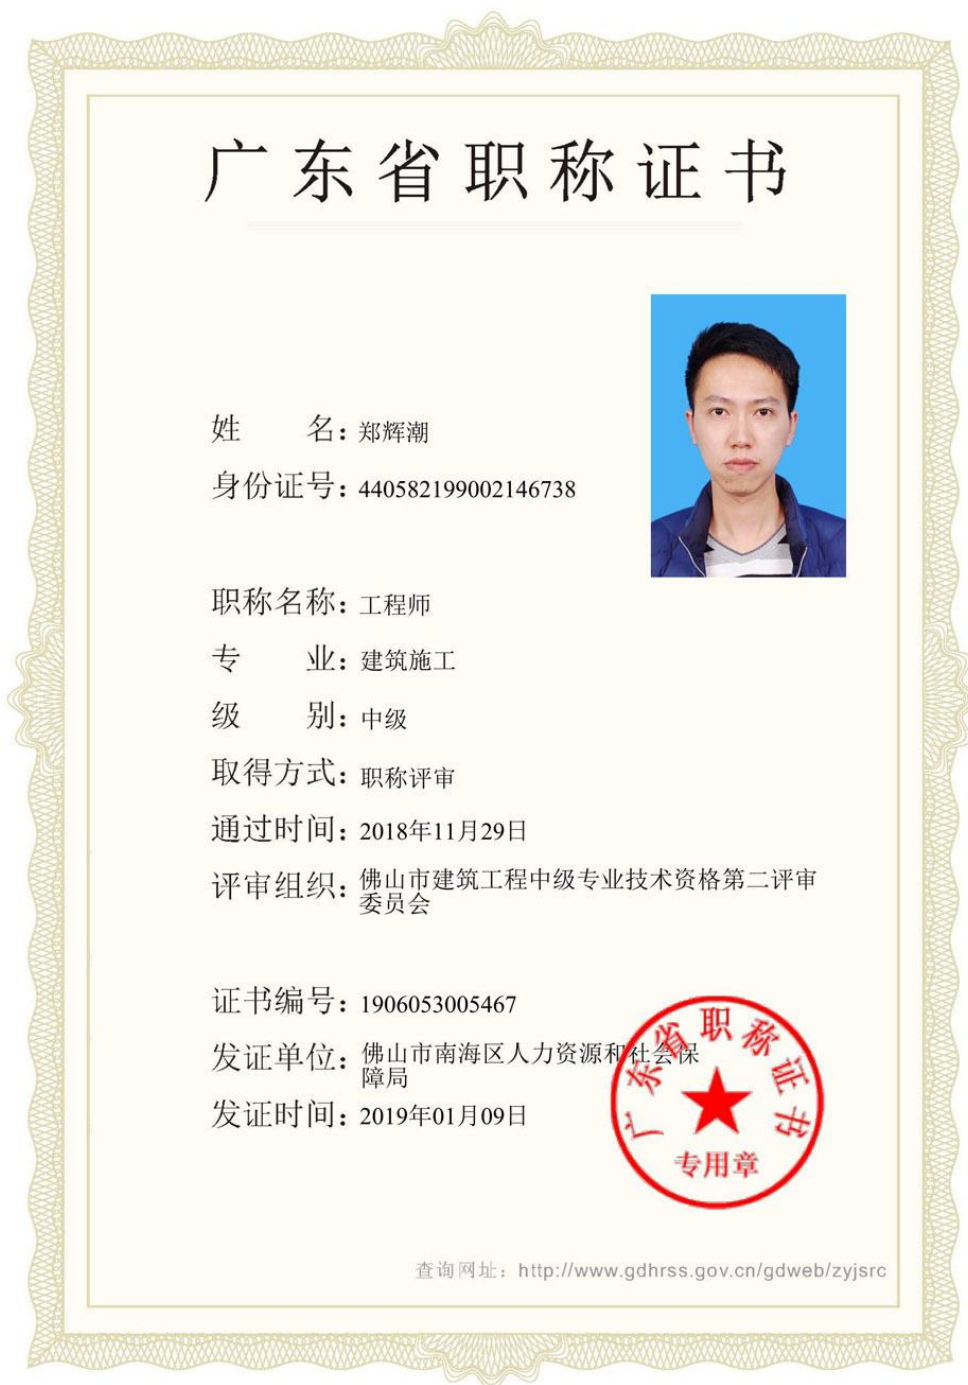 广东省职称证书
姓 名：郑辉潮
身份证号：440582199002146738
职称名称：工程师
专 业：建筑施工
级 别：中级
取得方式：职称评审
通过时间：2018年11月29日
评审组织：佛山市建筑工程中级专业技术资格第二评审
委员会
证书编号：1906053005467
发证单位：佛山市南海区人力资源和社会保
障局
发证时间：2019年01月09日
广东省职称证书
专用章
查询网址：http://www.gdhrss.gov.cn/gdweb/zyjsrc